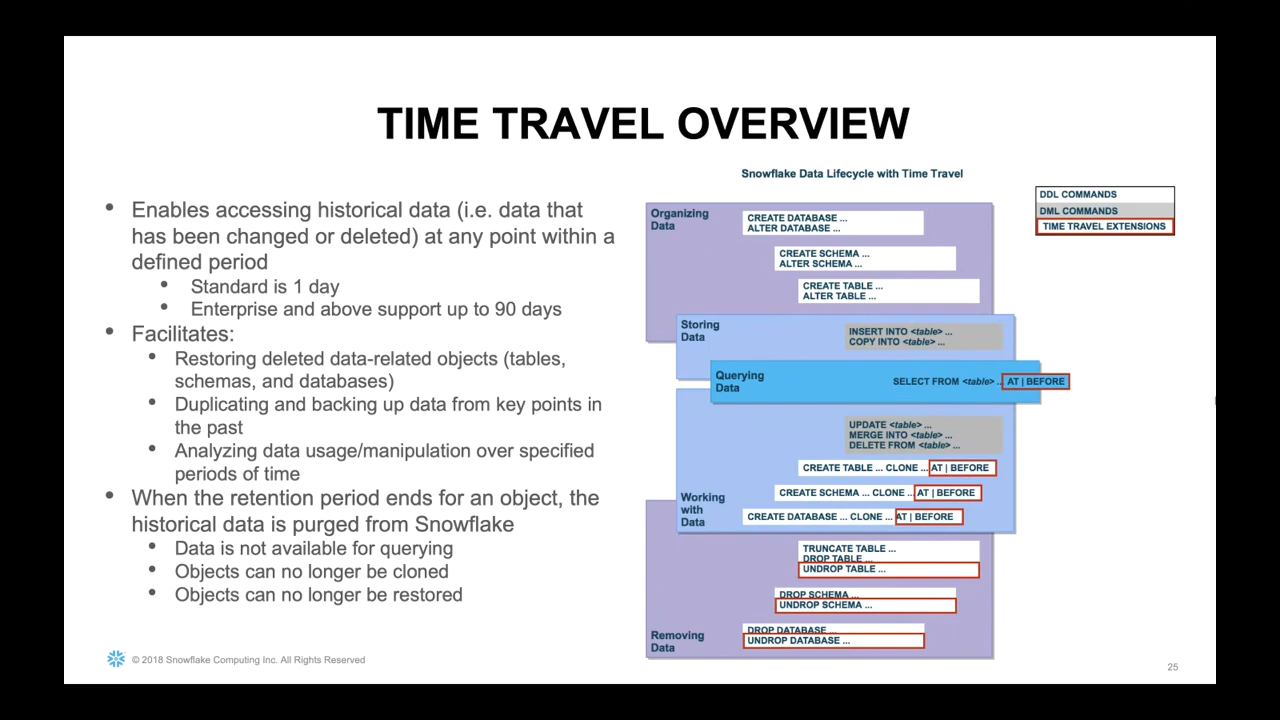 TIME TRAVEL OVERVIEW
• Enables accessing historical data (i.e. data that
has been changed or deleted) at any point within a
defined period
• Standard is 1 day
• Enterprise and above support up to 90 days
• Facilitates:
• Restoring deleted data-related objects (tables,
schemas, and databases)
• Duplicating and backing up data from key points in
the past
• Analyzing data usage/manipulation over specified
periods of time
• When the retention period ends for an object, the
historical data is purged from Snowflake
• Data is not available for querying
• Objects can no longer be cloned
• Objects can no longer be restored
Snowflake Data Lifecycle with Time Travel
DDL COMMANDS
DML COMMANDS
TIME TRAVEL EXTENSIONS
Organizing
Data
CREATE DATABASE ...
ALTER DATABASE ...
CREATE SCHEMA ...
ALTER SCHEMA ...
CREATE TABLE ...
ALTER TABLE ...
Storing
Data
INSERT INTO <table> ...
COPY INTO <table> ...
Querying
Data
SELECT FROM <table> ... AT | BEFORE
UPDATE <table> ...
MERGE INTO <table> ...
DELETE FROM <table> ...
CREATE TABLE ... CLONE ... AT | BEFORE
CREATE SCHEMA ... CLONE ... AT | BEFORE
CREATE DATABASE ... CLONE ... AT | BEFORE
Working
with
Data
TRUNCATE TABLE ...
DROP TABLE ...
UNDROP TABLE ...
DROP SCHEMA ...
UNDROP SCHEMA ...
DROP DATABASE ...
UNDROP DATABASE ...
Removing
Data
© 2018 Snowflake Computing Inc. All Rights Reserved
25